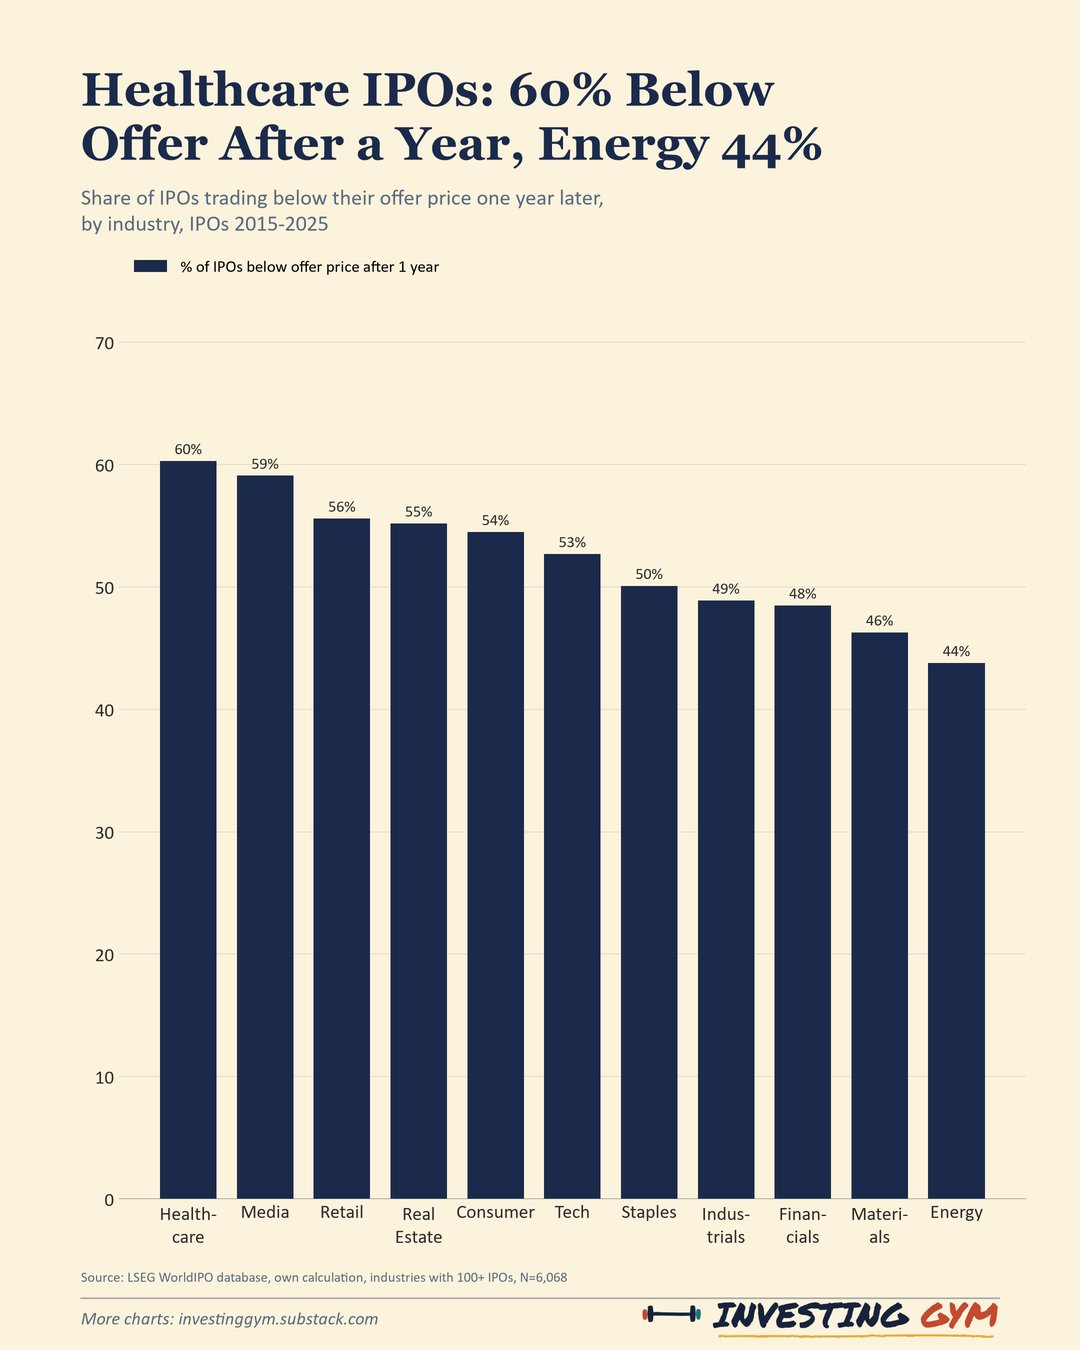 Healthcare IPOs: 60% Below
Offer After a Year, Energy 44%
Share of IPOs trading below their offer price one year later,
by industry, IPOs 2015-2025
% of IPOs below offer price after 1 year
70
60
50
40
30
20
10
0
60%
59%
56%
55%
54%
53%
50%
49%
48%
46%
44%
Health-
care
Media
Retail
Real
Estate
Consumer
Tech
Staples
Indus-
trials
Finan-
cials
Materi-
als
Energy
Source: LSEG WorldIPO database, own calculation, industries with 100+ IPOs, N=6,068
More charts: investinggym.substack.com
INVESTING GYM